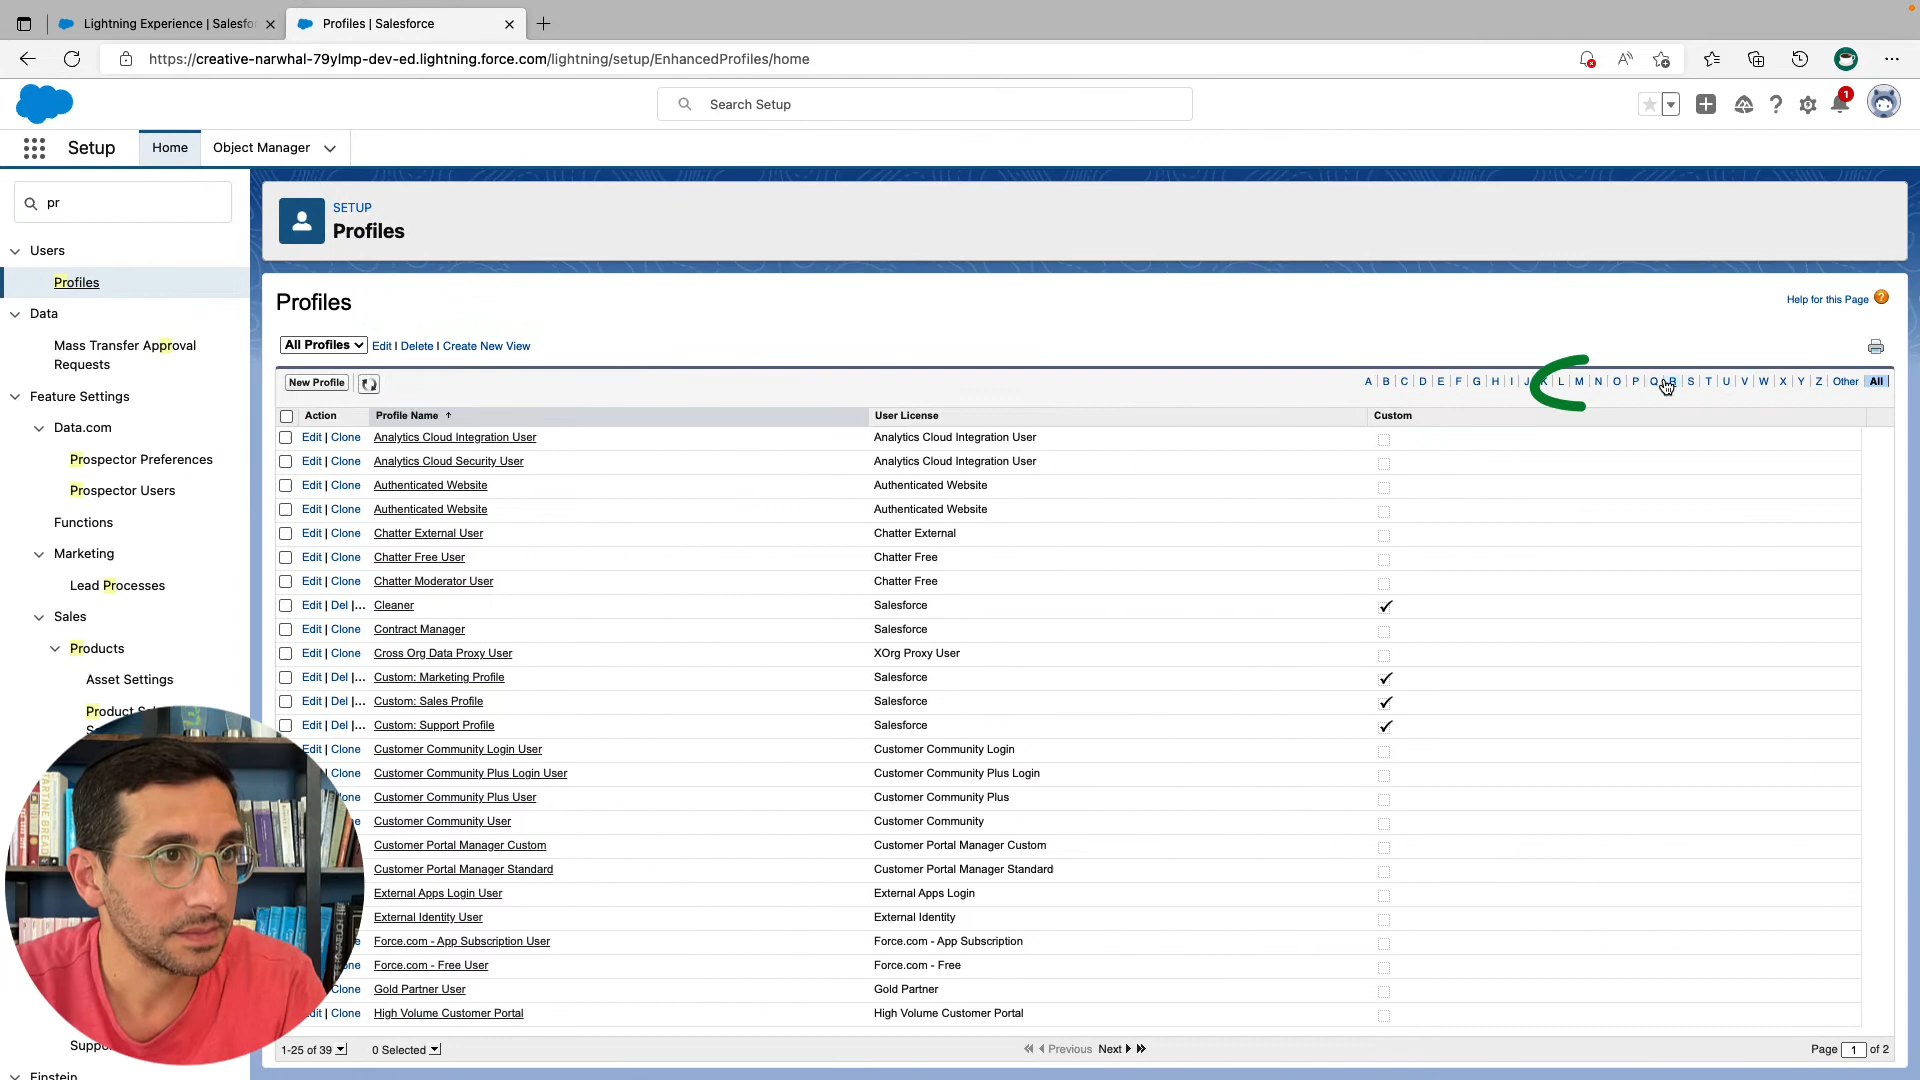 Lightning Experience | Salesfo
Profiles | Salesforce
https://creative-narwhal-79ylmp-dev-ed.lightning.force.com/lightning/setup/EnhancedProfiles/home
Search Setup
1
Setup
Home
Object Manager
pr
Users
Profiles
Data
Mass Transfer Approval
Requests
Feature Settings
Data.com
Prospector Preferences
Prospector Users
Functions
Marketing
Lead Processes
Sales
Products
Asset Settings
Product
Einstein
SETUP
Profiles
Profiles
Help for this Page ?
All Profiles Edit | Delete | Create New View
New Profile
A | B | C | D | E | F | G | H | I | J | K | L | M | N | O | P | Q | R | S | T | U | V | W | X | Y | Z | Other | All
Action Profile Name User License Custom
Edit | Clone Analytics Cloud Integration User Analytics Cloud Integration User
Edit | Clone Analytics Cloud Security User Analytics Cloud Integration User
Edit | Clone Authenticated Website Authenticated Website
Edit | Clone Authenticated Website Authenticated Website
Edit | Clone Chatter External User Chatter External
Edit | Clone Chatter Free User Chatter Free
Edit | Clone Chatter Moderator User Chatter Free
Edit | Del |... Cleaner Salesforce ✓
Edit | Clone Contract Manager Salesforce
Edit | Clone Cross Org Data Proxy User XOrg Proxy User
Edit | Del |... Custom: Marketing Profile Salesforce ✓
Edit | Del |... Custom: Sales Profile Salesforce ✓
Edit | Del |... Custom: Support Profile Salesforce ✓
Edit | Clone Customer Community Login User Customer Community Login
Clone Customer Community Plus Login User Customer Community Plus Login
Customer Community Plus User Customer Community Plus
Customer Community User Customer Community
Customer Portal Manager Custom Customer Portal Manager Custom
Customer Portal Manager Standard Customer Portal Manager Standard
External Apps Login User External Apps Login
External Identity User External Identity
Force.com - App Subscription User Force.com - App Subscription
Force.com - Free User Force.com - Free
Clone Gold Partner User Gold Partner
Edit | Clone High Volume Customer Portal High Volume Customer Portal
1-25 of 39 0 Selected Previous Next Page 1 of 2